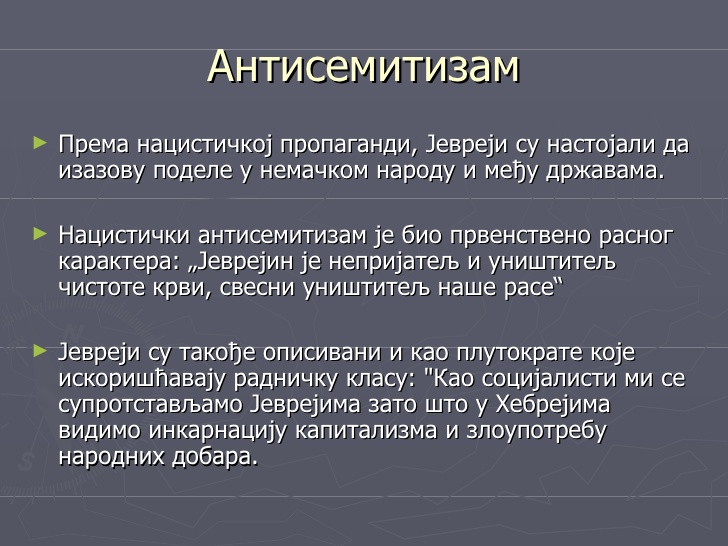 Антисемитизам
► Према нацистичкој пропаганди, Јевреји су настојали да
изазову поделе у немачком народу и међу државама.
► Нацистички антисемитизам је био првенствено расног
карактера: „Јеврејин је непријатељ и уништитељ
чистоте крви, свесни уништитељ наше расе“
► Јевреји су такође описивани и као плутократе које
искоришћавају радничку класу: "Као социјалисти ми се
супротстављамо Јеврејима зато што у Хебрејима
видимо инкарнацију капитализма и злоупотребу
народних добара.
N
S